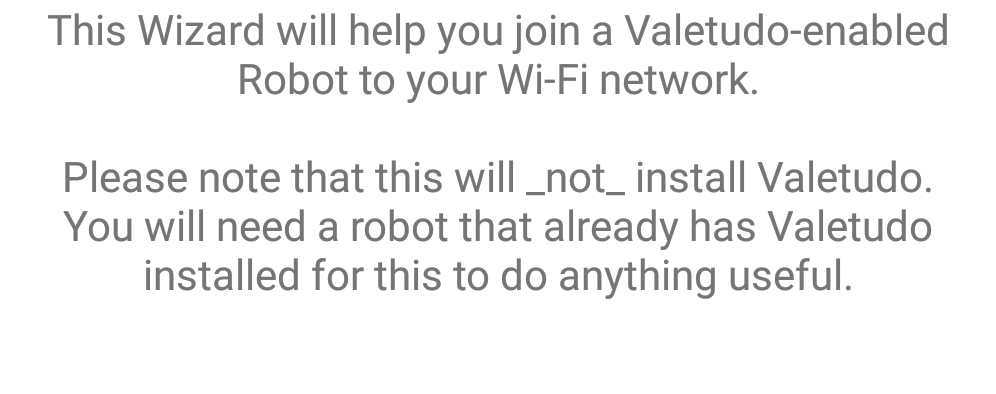 This Wizard will help you join a Valetudo-enabled
Robot to your Wi-Fi network.
Please note that this will _not_ install Valetudo.
You will need a robot that already has Valetudo
installed for this to do anything useful.